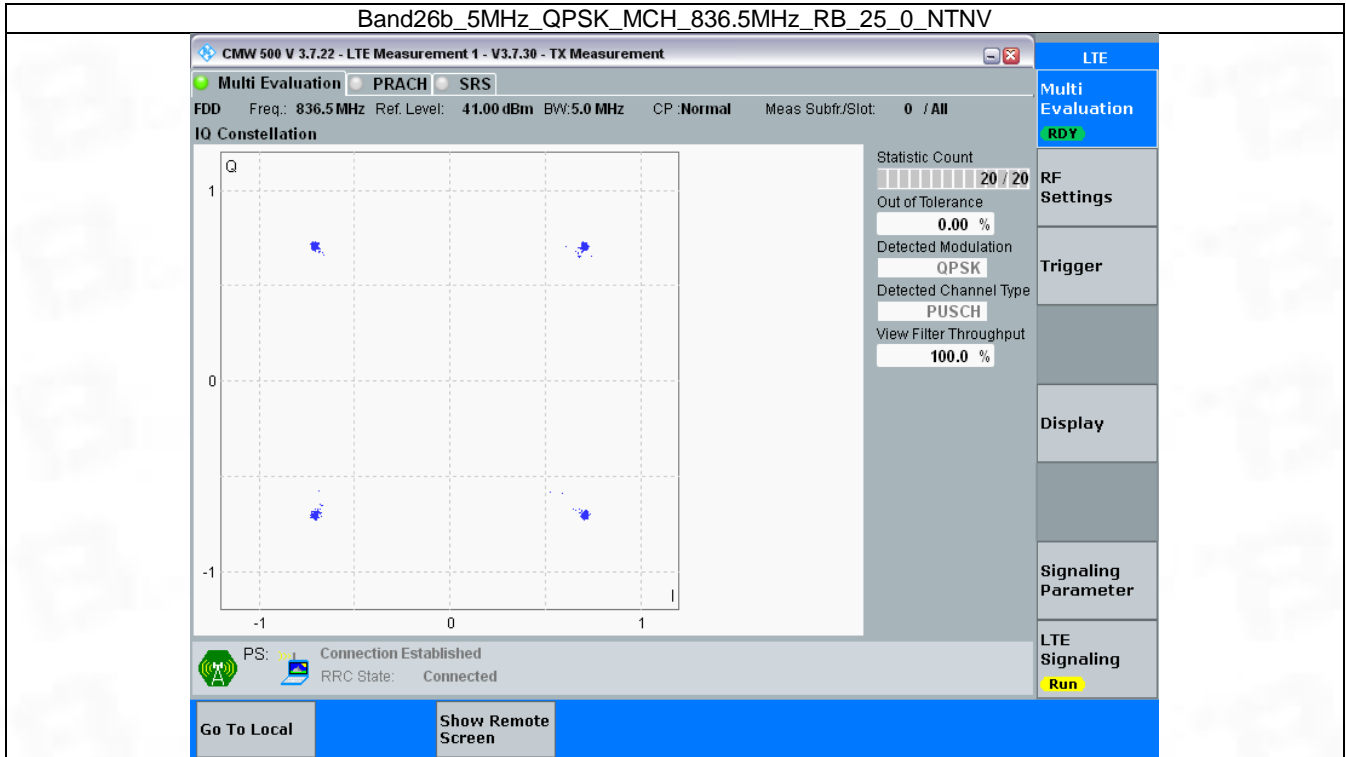 Band26b_5MHz_QPSK_MCH_836.5MHz_RB_25_0_NTNV
CMW 500 V 3.7.22 - LTE Measurement 1 - V3.7.30 - TX Measurement
LTE
Multi Evaluation PRACH SRS
FDD Freq.: 836.5 MHz Ref. Level: 41.00 dBm BW:5.0 MHz CP :Normal Meas Subfr./Slot: 0 / All
IQ Constellation
Multi
Evaluation
RDY
Q
1
0
-1
I
-1 0 1
Statistic Count
20 / 20
Out of Tolerance
0.00 %
Detected Modulation
QPSK
Detected Channel Type
PUSCH
View Filter Throughput
100.0 %
RF
Settings
Trigger
Display
Signaling
Parameter
LTE
Signaling
Run
PS: Connection Established
RRC State: Connected
Go To Local
Show Remote
Screen